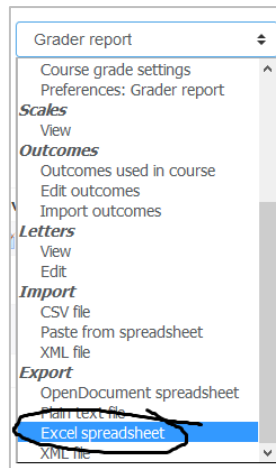 Grader report
Course grade settings
Preferences: Grader report
Scales
View
Outcomes
Outcomes used in course
Edit outcomes
Import outcomes
Letters
View
Edit
Import
CSV file
Paste from spreadsheet
XML file
Export
OpenDocument spreadsheet
Plain text file
Excel spreadsheet
XML file